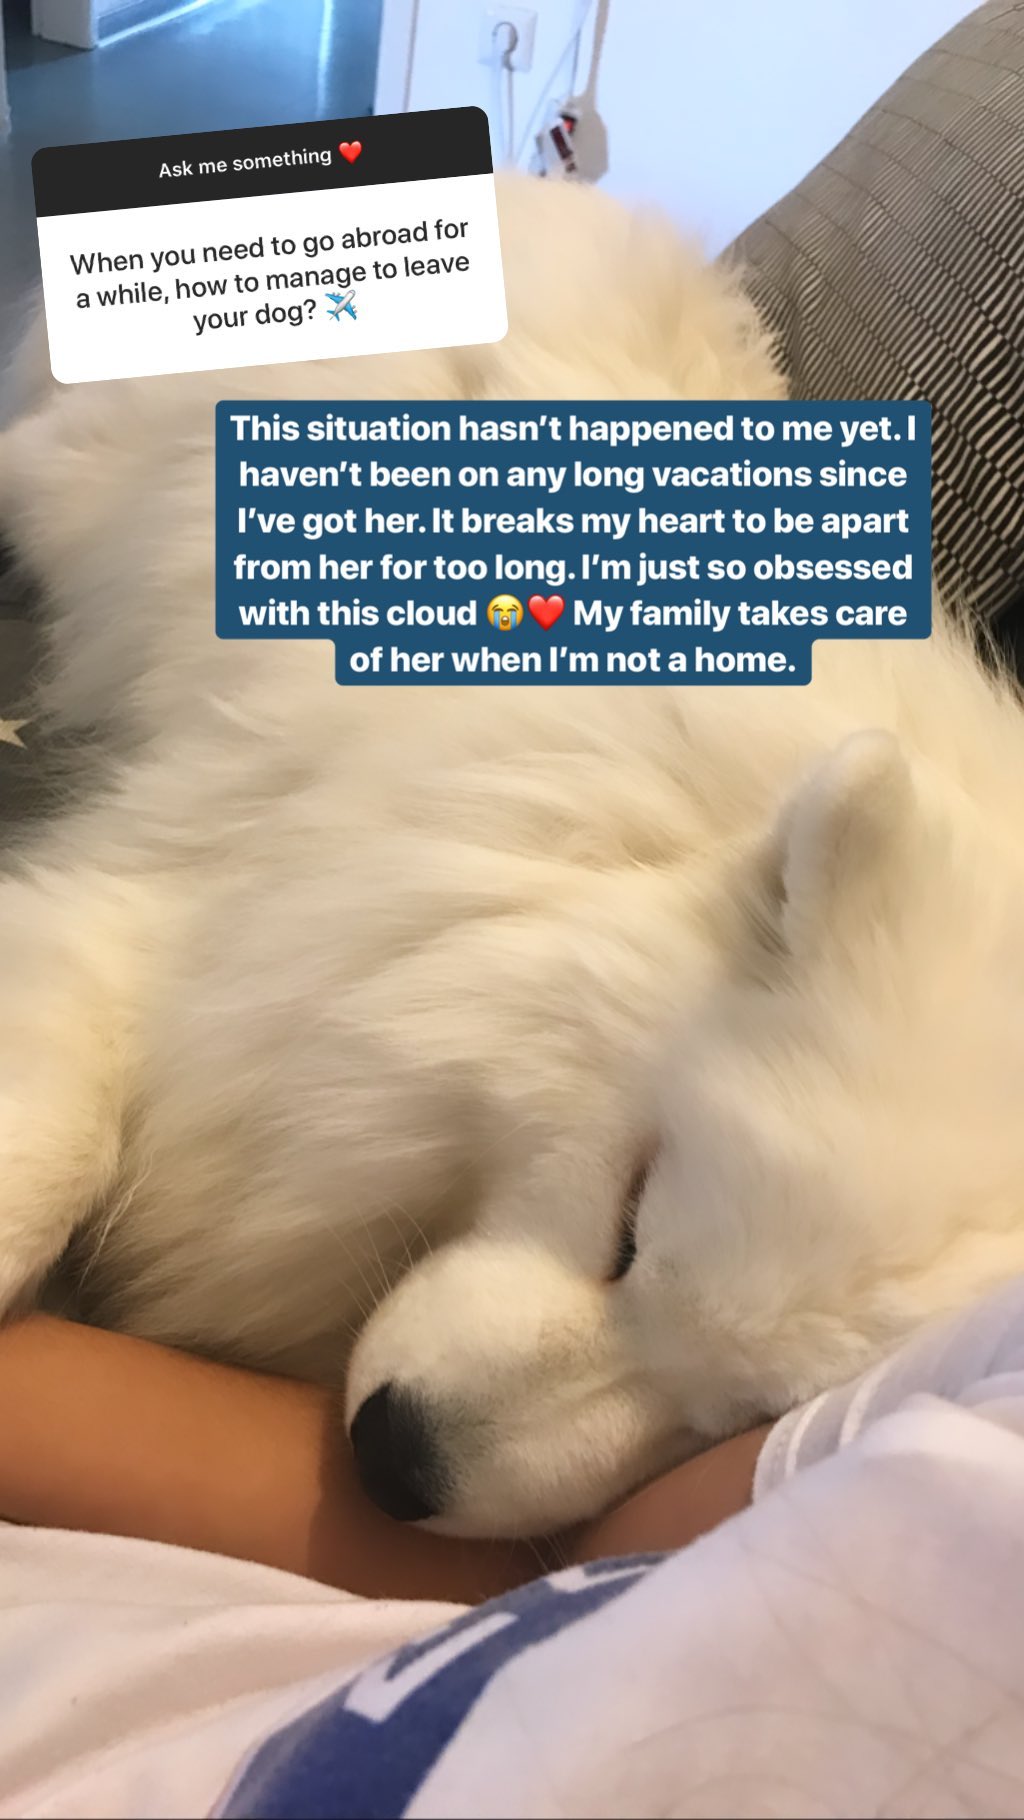 Ask me something ❤️
When you need to go abroad for
a while, how to manage to leave
your dog? ✈️
This situation hasn’t happened to me yet. I
haven’t been on any long vacations since
I’ve got her. It breaks my heart to be apart
from her for too long. I’m just so obsessed
with this cloud 😭❤️ My family takes care
of her when I’m not a home.